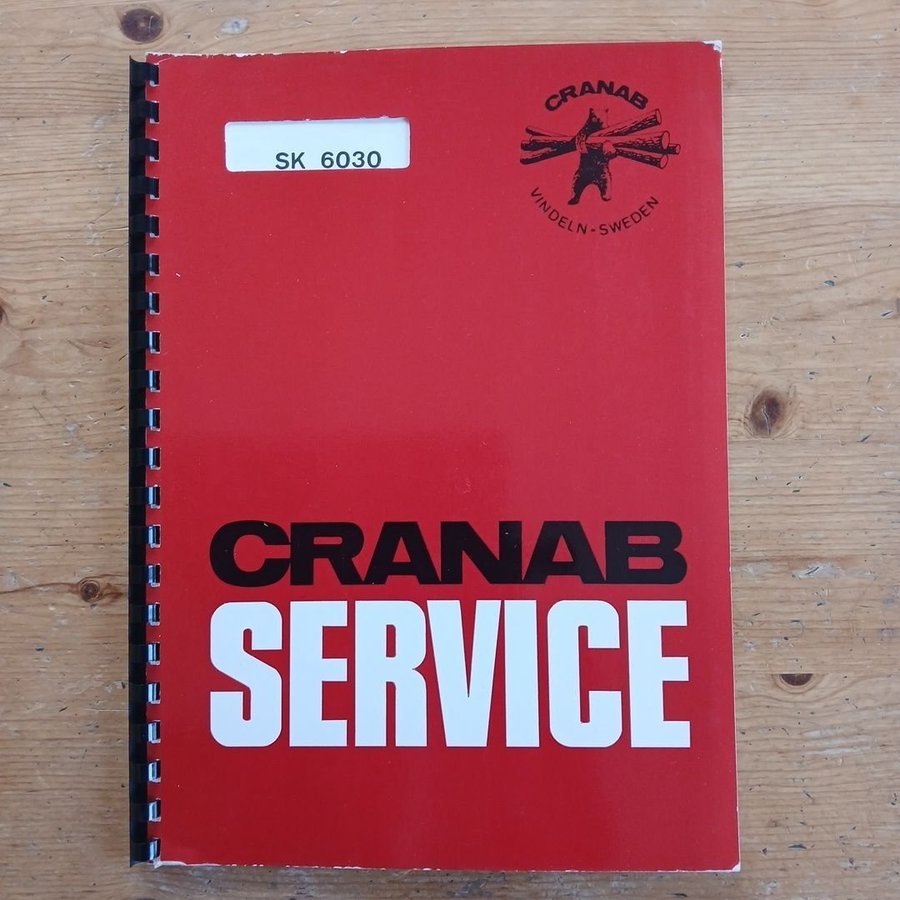 SK 6030
CRANAB
VINDELN-SWEDEN
CRANAB
SERVICE